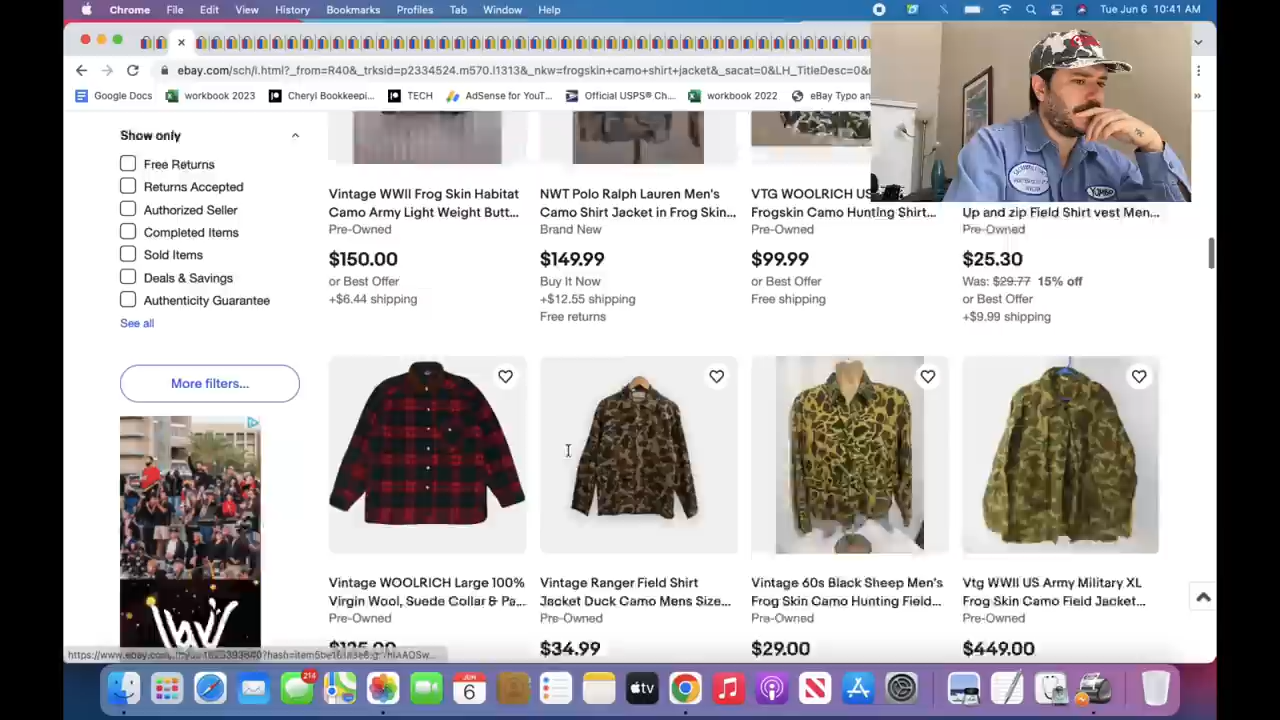 Chrome File Edit View History Bookmarks Profiles Tab Window Help Tue Jun 6 10:41 AM
ebay.com/sch/i.html?_from=R40&_trksid=p2334524.m570.l1313&_nkw=frogskin+camo+shirt+jacket&_sacat=0&LH_TitleDesc=0&
Google Docs workbook 2023 Cheryl Bookkeepi... TECH AdSense for YouT... Official USPS® Ch... workbook 2022 eBay Typo an
Show only
Free Returns
Returns Accepted
Authorized Seller
Completed Items
Sold Items
Deals & Savings
Authenticity Guarantee
See all
More filters...
Vintage WWII Frog Skin Habitat
Camo Army Light Weight Butt...
Pre-Owned
$150.00
or Best Offer
+$6.44 shipping
NWT Polo Ralph Lauren Men's
Camo Shirt Jacket in Frog Skin...
Brand New
$149.99
Buy It Now
+$12.55 shipping
Free returns
VTG WOOLRICH US
Frogskin Camo Hunting Shirt...
Pre-Owned
$99.99
or Best Offer
Free shipping
Up and zip Field Shirt vest Men...
Pre-Owned
$25.30
Was: $29.77 15% off
or Best Offer
+$9.99 shipping
Vintage WOOLRICH Large 100%
Virgin Wool, Suede Collar & Pa...
Pre-Owned
$125.00
Vintage Ranger Field Shirt
Jacket Duck Camo Mens Size...
Pre-Owned
$34.99
Vintage 60s Black Sheep Men's
Frog Skin Camo Hunting Field...
Pre-Owned
$29.00
Vtg WWII US Army Military XL
Frog Skin Camo Field Jacket...
Pre-Owned
$449.00
214
JUN
6
tv